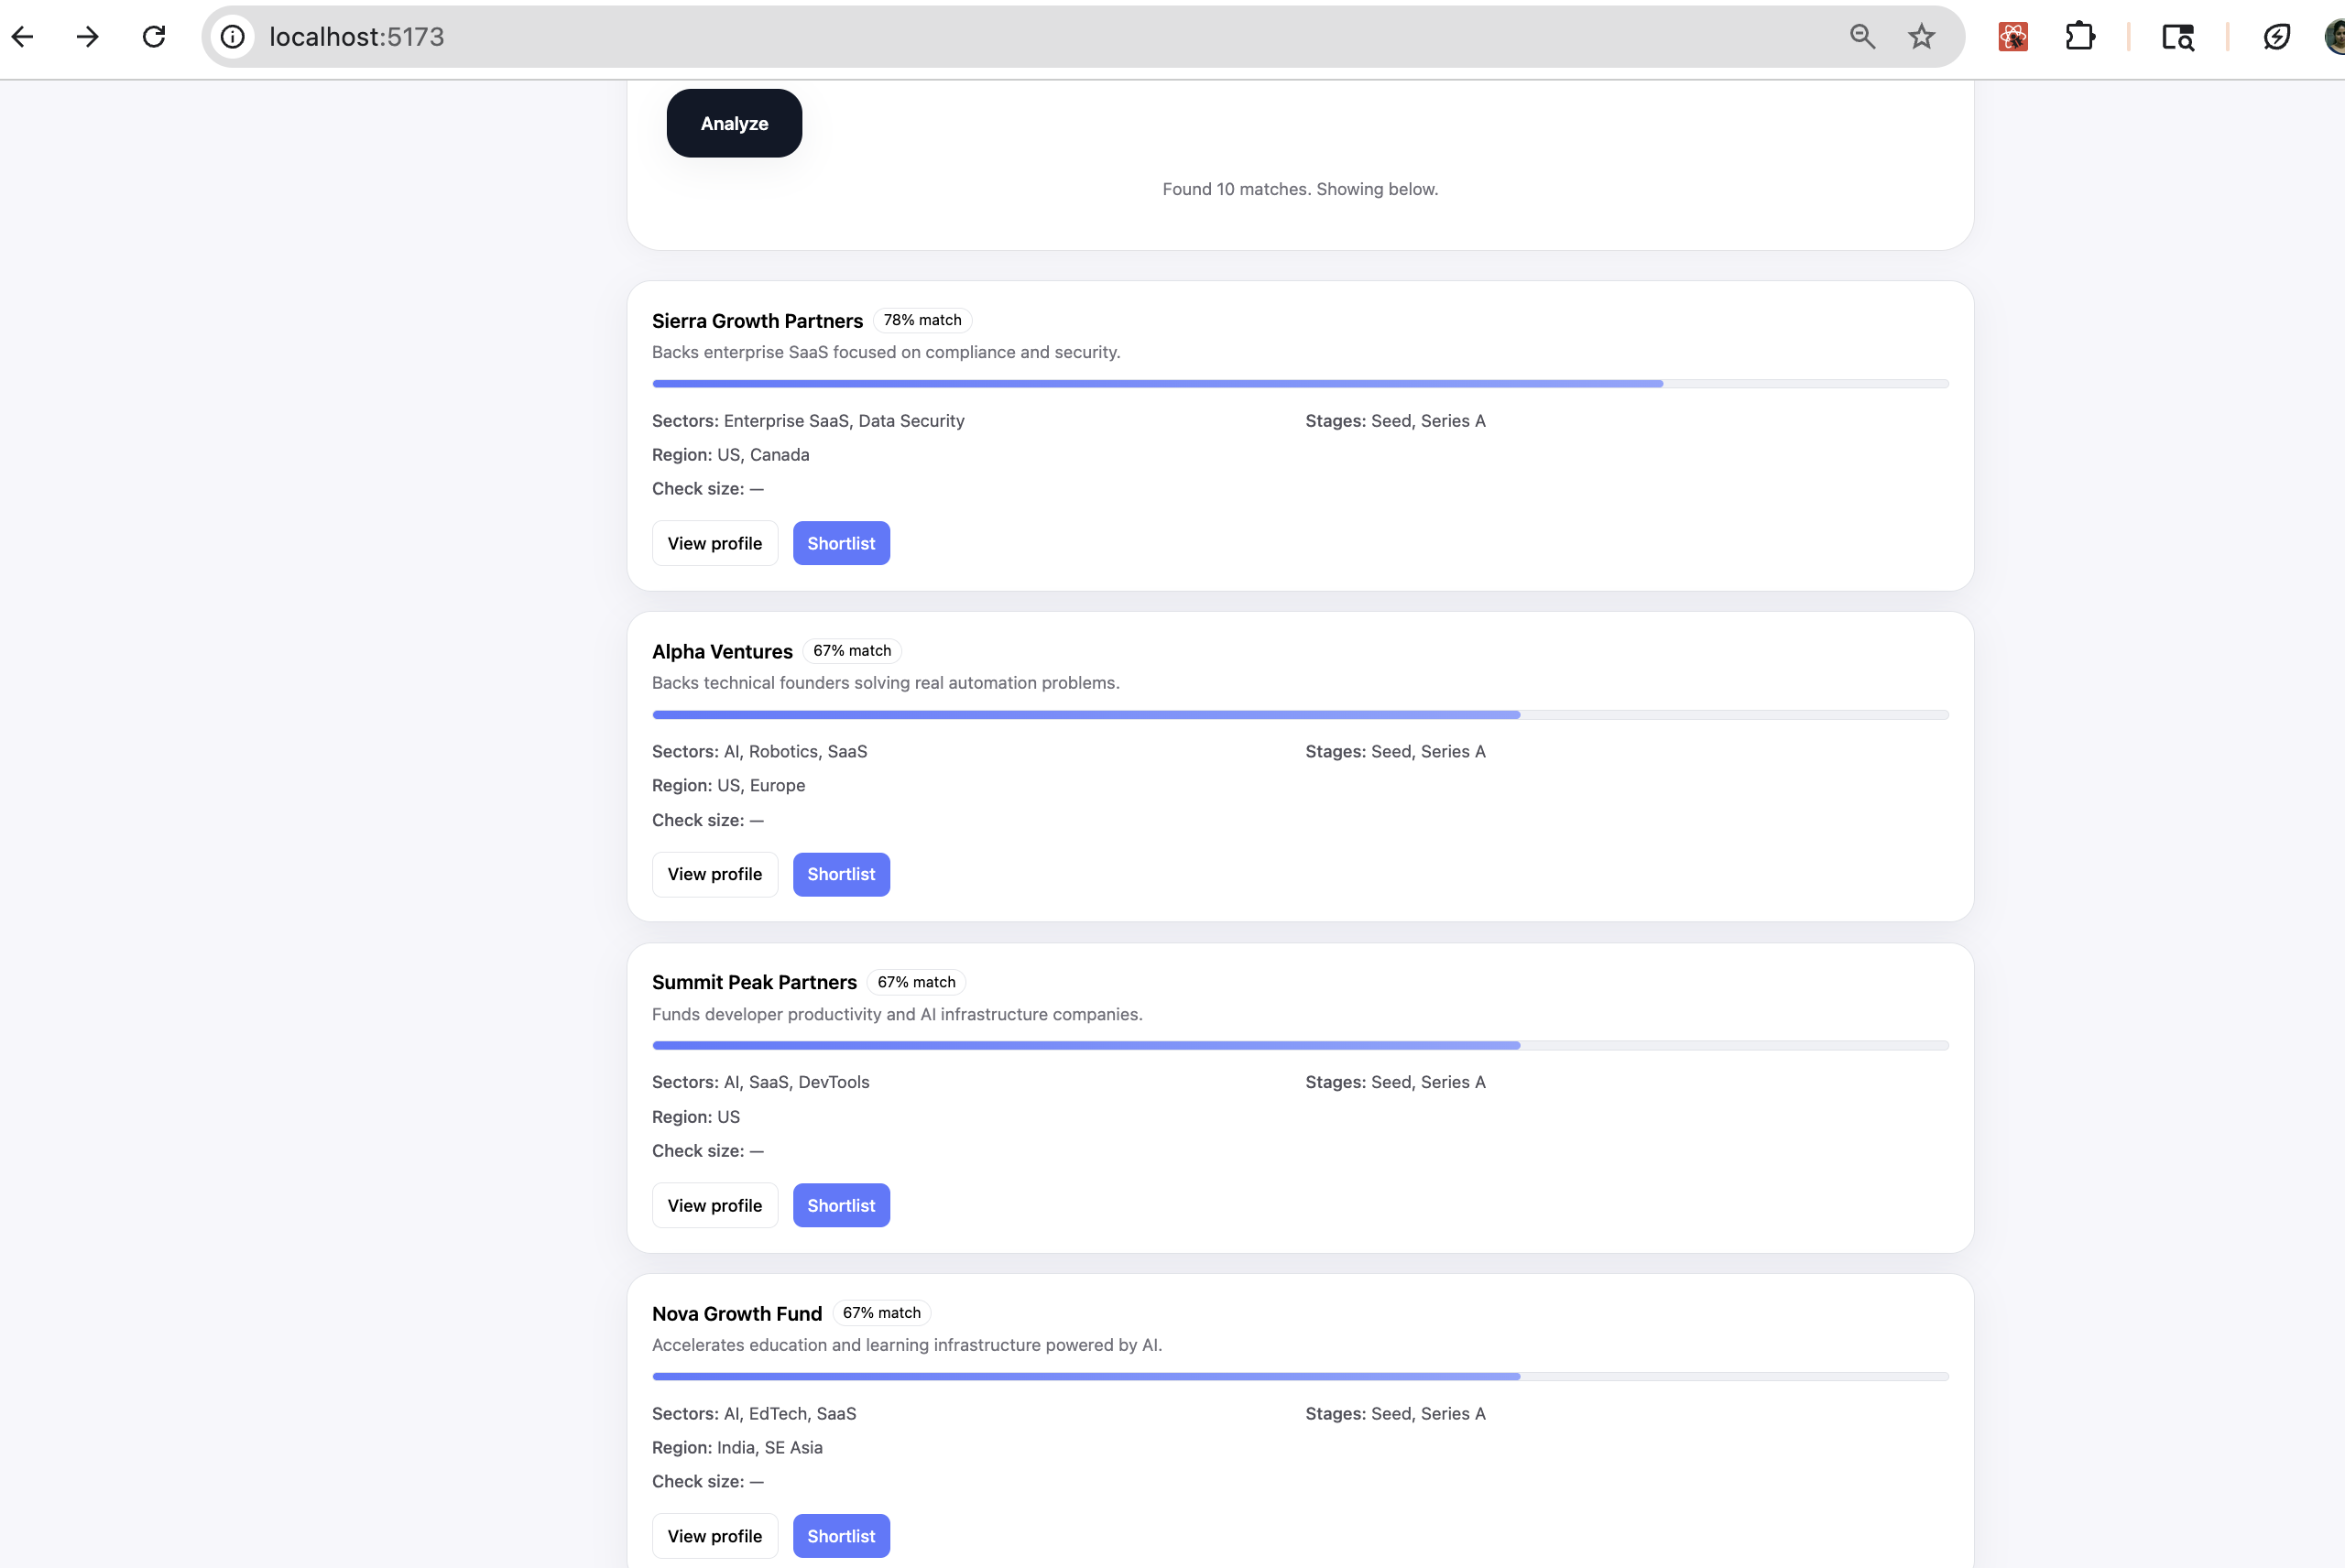 localhost:5173
Analyze
Found 10 matches. Showing below.
Sierra Growth Partners 78% match
Backs enterprise SaaS focused on compliance and security.
Sectors: Enterprise SaaS, Data Security Stages: Seed, Series A
Region: US, Canada
Check size: —
View profile Shortlist
Alpha Ventures 67% match
Backs technical founders solving real automation problems.
Sectors: AI, Robotics, SaaS Stages: Seed, Series A
Region: US, Europe
Check size: —
View profile Shortlist
Summit Peak Partners 67% match
Funds developer productivity and AI infrastructure companies.
Sectors: AI, SaaS, DevTools Stages: Seed, Series A
Region: US
Check size: —
View profile Shortlist
Nova Growth Fund 67% match
Accelerates education and learning infrastructure powered by AI.
Sectors: AI, EdTech, SaaS Stages: Seed, Series A
Region: India, SE Asia
Check size: —
View profile Shortlist